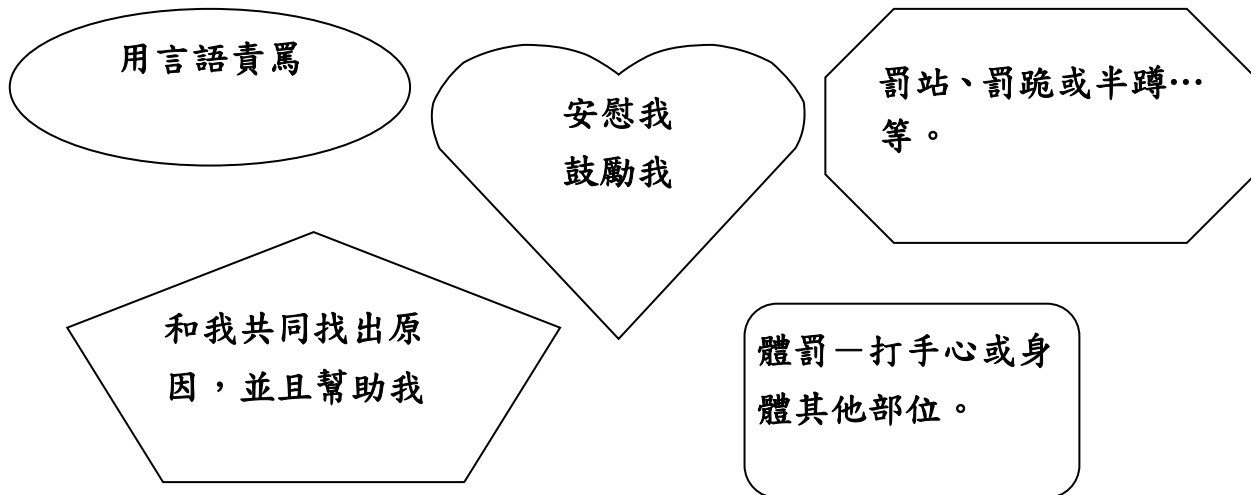 用言語責罵
安慰我
鼓勵我
罰站、罰跪或半蹲…
等。
和我共同找出原
因，並且幫助我
體罰－打手心或身
體其他部位。